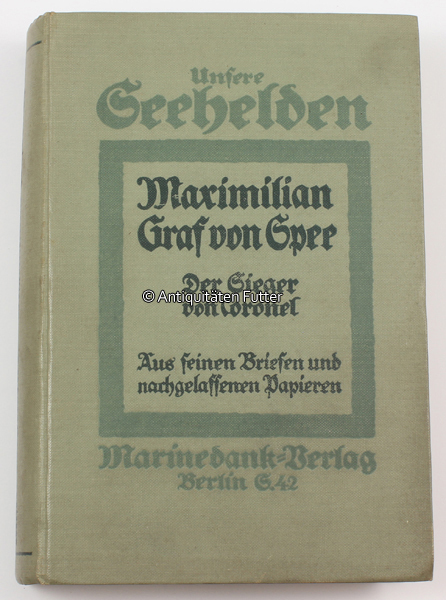 Unsere
Seehelden
Maximilian
Graf von Spee
Der Sieger
© Antiquitäten Futter
von Coronel
Aus seinen Briefen und
nachgelassenen Papieren
Marinedank=Verlag
Berlin S.42